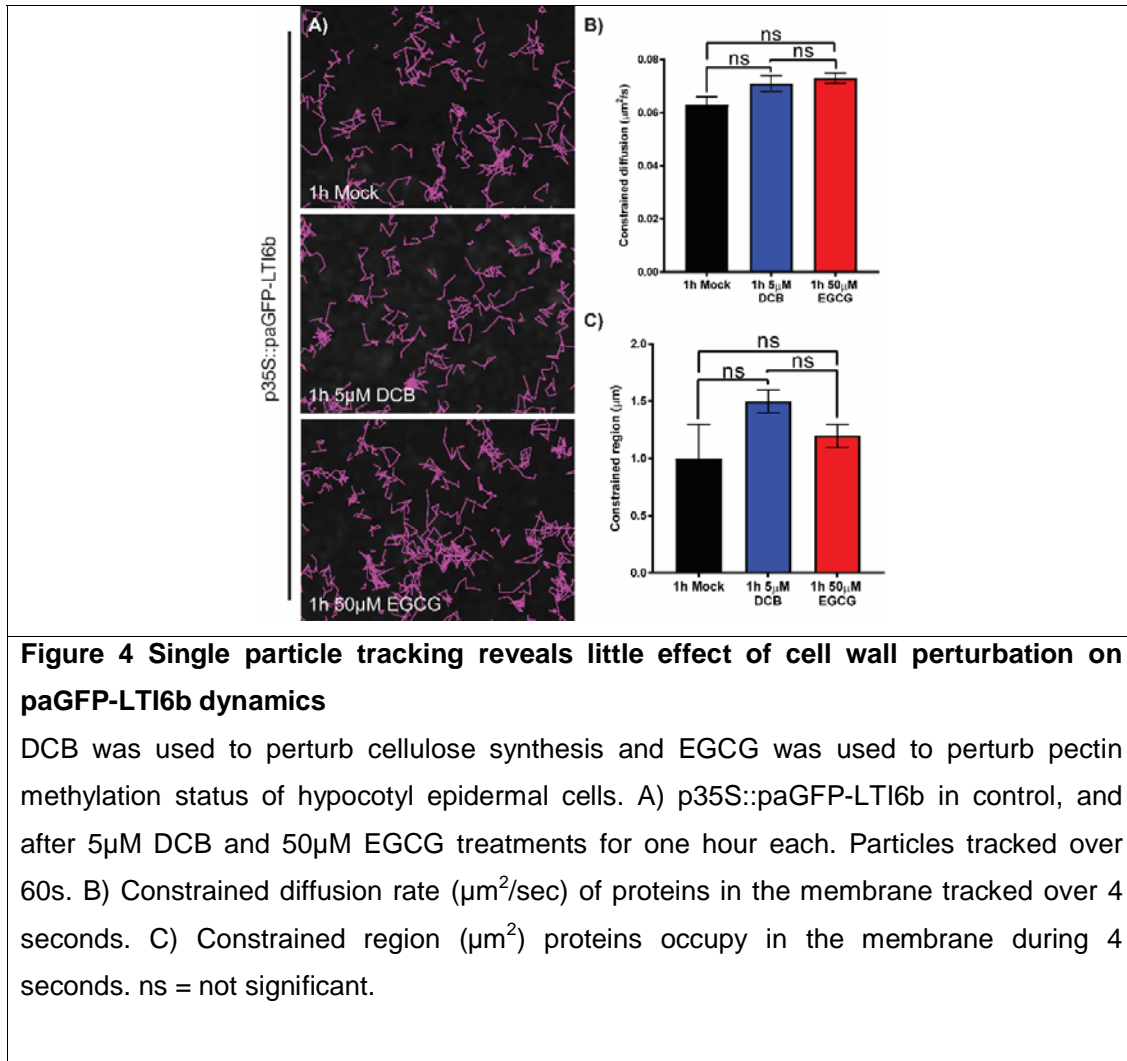 p35S::paGFP-LTI6b
A)
1h Mock
1h 5µM DCB
1h 50µM EGCG
B)
ns
ns
ns
Constrained diffusion (µm²/s)
0.08
0.06
0.04
0.02
0.00
1h Mock
1h 5µM
DCB
1h 50µM
EGCG
C)
ns
ns
ns
Constrained region (µm)
2.0
1.5
1.0
0.5
0.0
1h Mock
1h 5µM
DCB
1h 50µM
EGCG
Figure 4 Single particle tracking reveals little effect of cell wall perturbation on
paGFP-LTI6b dynamics
DCB was used to perturb cellulose synthesis and EGCG was used to perturb pectin
methylation status of hypocotyl epidermal cells. A) p35S::paGFP-LTI6b in control, and
after 5µM DCB and 50µM EGCG treatments for one hour each. Particles tracked over
60s. B) Constrained diffusion rate (µm²/sec) of proteins in the membrane tracked over 4
seconds. C) Constrained region (µm²) proteins occupy in the membrane during 4
seconds. ns = not significant.